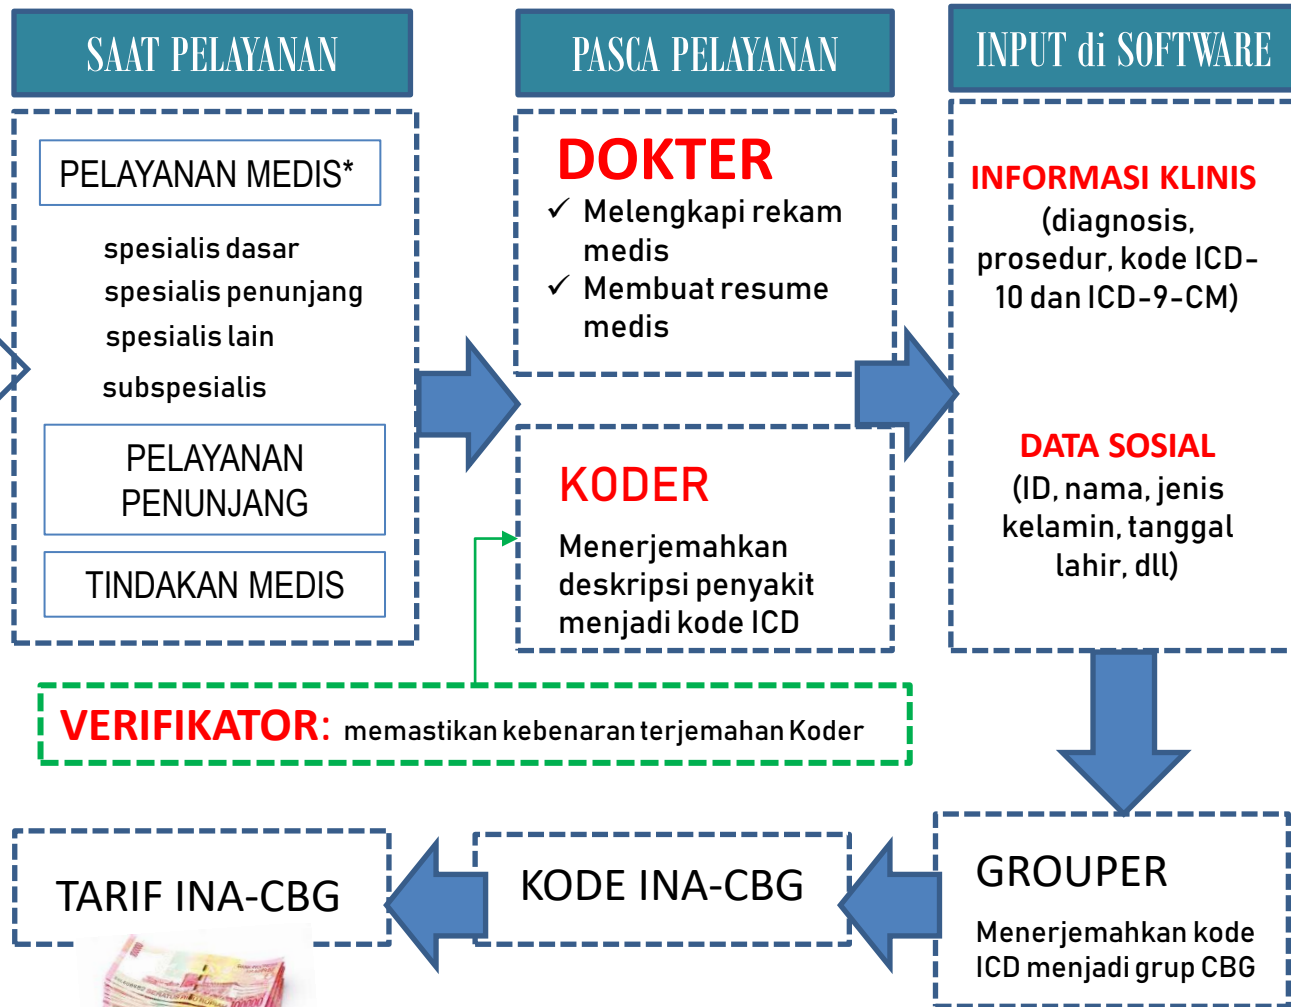 SAAT PELAYANAN
PELAYANAN MEDIS*
spesialis dasar
spesialis penunjang
spesialis lain
subspesialis
PELAYANAN
PENUNJANG
TINDAKAN MEDIS
PASCA PELAYANAN
DOKTER
✓ Melengkapi rekam
medis
✓ Membuat resume
medis
KODER
Menerjemahkan
deskripsi penyakit
menjadi kode ICD
INPUT di SOFTWARE
INFORMASI KLINIS
(diagnosis,
prosedur, kode ICD-
10 dan ICD-9-CM)
DATA SOSIAL
(ID, nama, jenis
kelamin, tanggal
lahir, dll)
VERIFIKATOR: memastikan kebenaran terjemahan Koder
GROUPER
Menerjemahkan kode
ICD menjadi grup CBG
KODE INA-CBG
TARIF INA-CBG